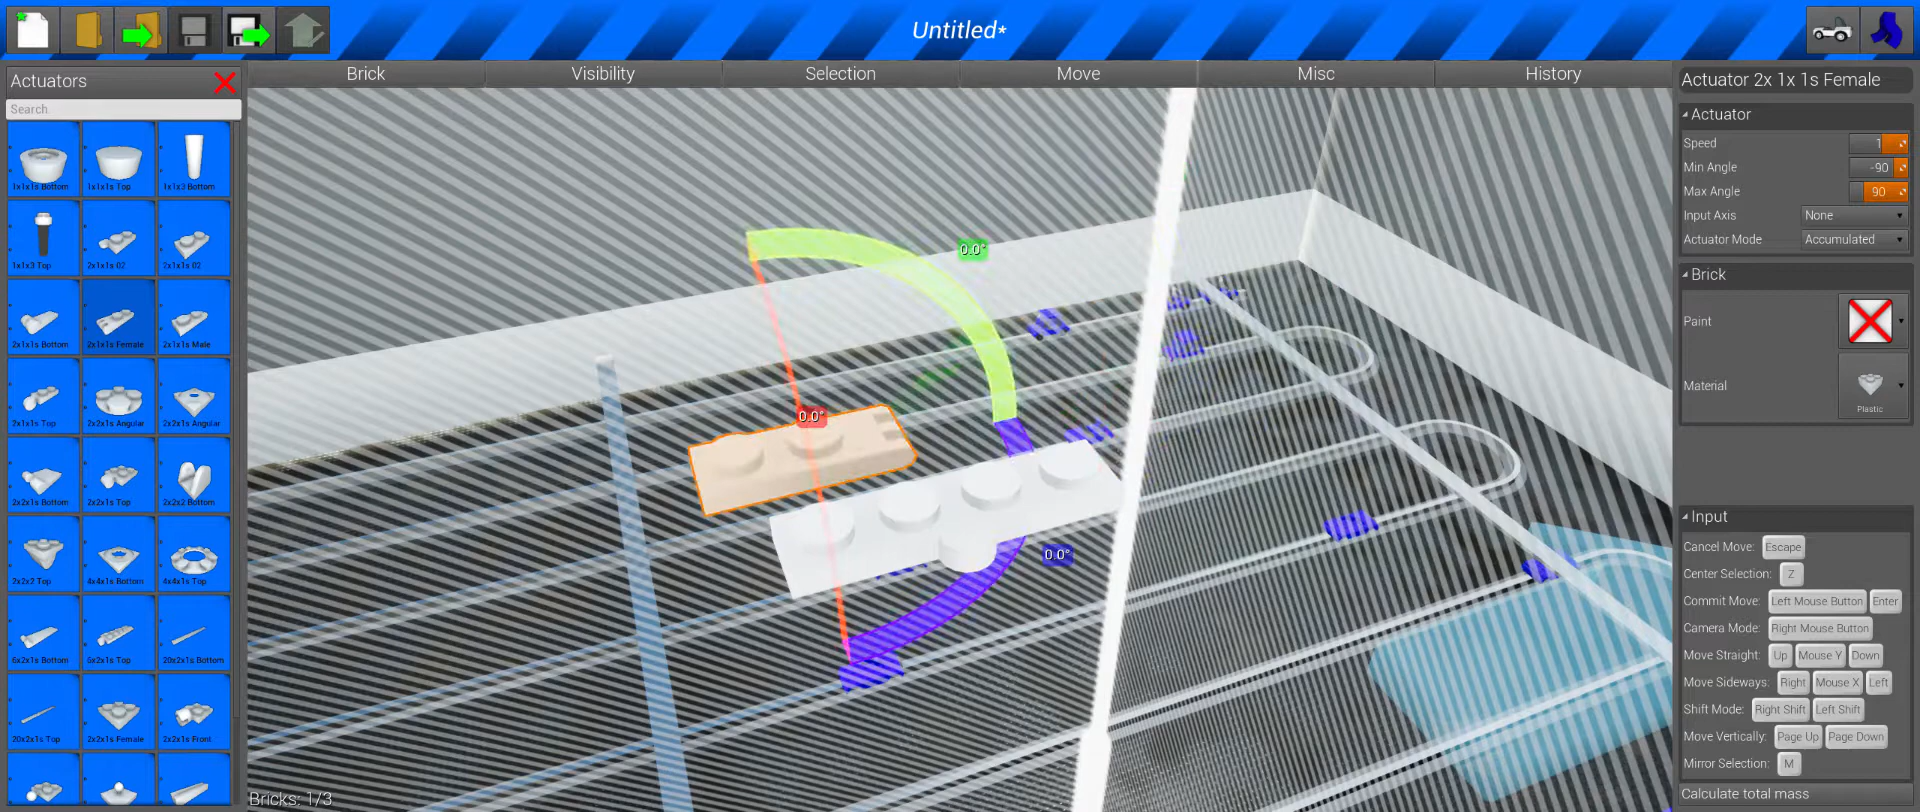 Untitled*
Actuators
Search
Brick
Visibility
Selection
Move
Misc
History
1x1x1s Bottom
1x1x1s Top
1x1x3 Bottom
1x1x3 Top
2x1x1s 02
2x1x1s 02
2x1x1s Bottom
2x1x1s Female
2x1x1s Male
2x1x1s Top
2x2x1s Angular
2x2x1s Angular
2x2x1s Bottom
2x2x1s Top
2x2x2 Bottom
2x2x2 Top
4x4x1s Bottom
4x4x1s Top
6x2x1s Bottom
6x2x1s Top
20x2x1s Bottom
20x2x1s Top
2x2x1s Female
2x2x1s Front
0.0°
0.0°
0.0°
Bricks: 1/3
Actuator 2x 1x 1s Female
Actuator
Speed 1
Min Angle -90
Max Angle 90
Input Axis None
Actuator Mode Accumulated
Brick
Paint
Material
Plastic
Input
Cancel Move: Escape
Center Selection: Z
Commit Move: Left Mouse Button Enter
Camera Mode: Right Mouse Button
Move Straight: Up Mouse Y Down
Move Sideways: Right Mouse X Left
Shift Mode: Right Shift Left Shift
Move Vertically: Page Up Page Down
Mirror Selection: M
Calculate total mass